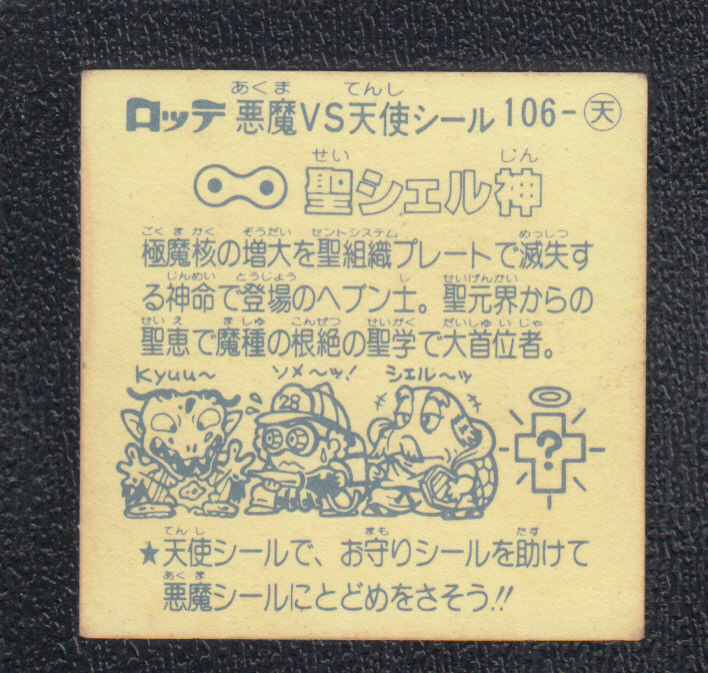 ロッテ 悪魔VS天使シール 106-天
あくま てんし
聖シェル神
せい じん
極魔核の増大を聖組織プレートで滅失す
ごくまかく ぞうだい セントシステム めっしつ
る神命で登場のヘブン士。聖元界からの
じんめい とうじょう し せいげんかい
聖恵で魔種の根絶の聖学で大首位者。
せいえ ましゅ こんぜつ せいがく だいしゅいじゃ
Kyuu〜 ソメ〜ッ! シェル〜ッ
28
?
★天使シールで、お守りシールを助けて
てんし まも たす
悪魔シールにとどめをさそう!!
あくま